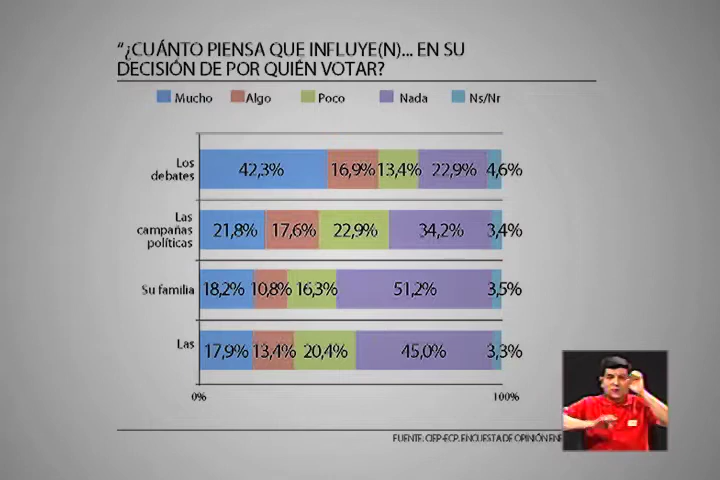 “¿CUÁNTO PIENSA QUE INFLUYE(N)... EN SU
DECISIÓN DE POR QUIÉN VOTAR?
Mucho Algo Poco Nada Ns/Nr
Los
debates
42,3% 16,9% 13,4% 22,9% 4,6%
Las
campañas
políticas
21,8% 17,6% 22,9% 34,2% 3,4%
Su familia 18,2% 10,8% 16,3% 51,2% 3,5%
Las 17,9% 13,4% 20,4% 45,0% 3,3%
0% 100%
FUENTE: CIEP-ECP. ENCUESTA DE OPINIÓN ENE